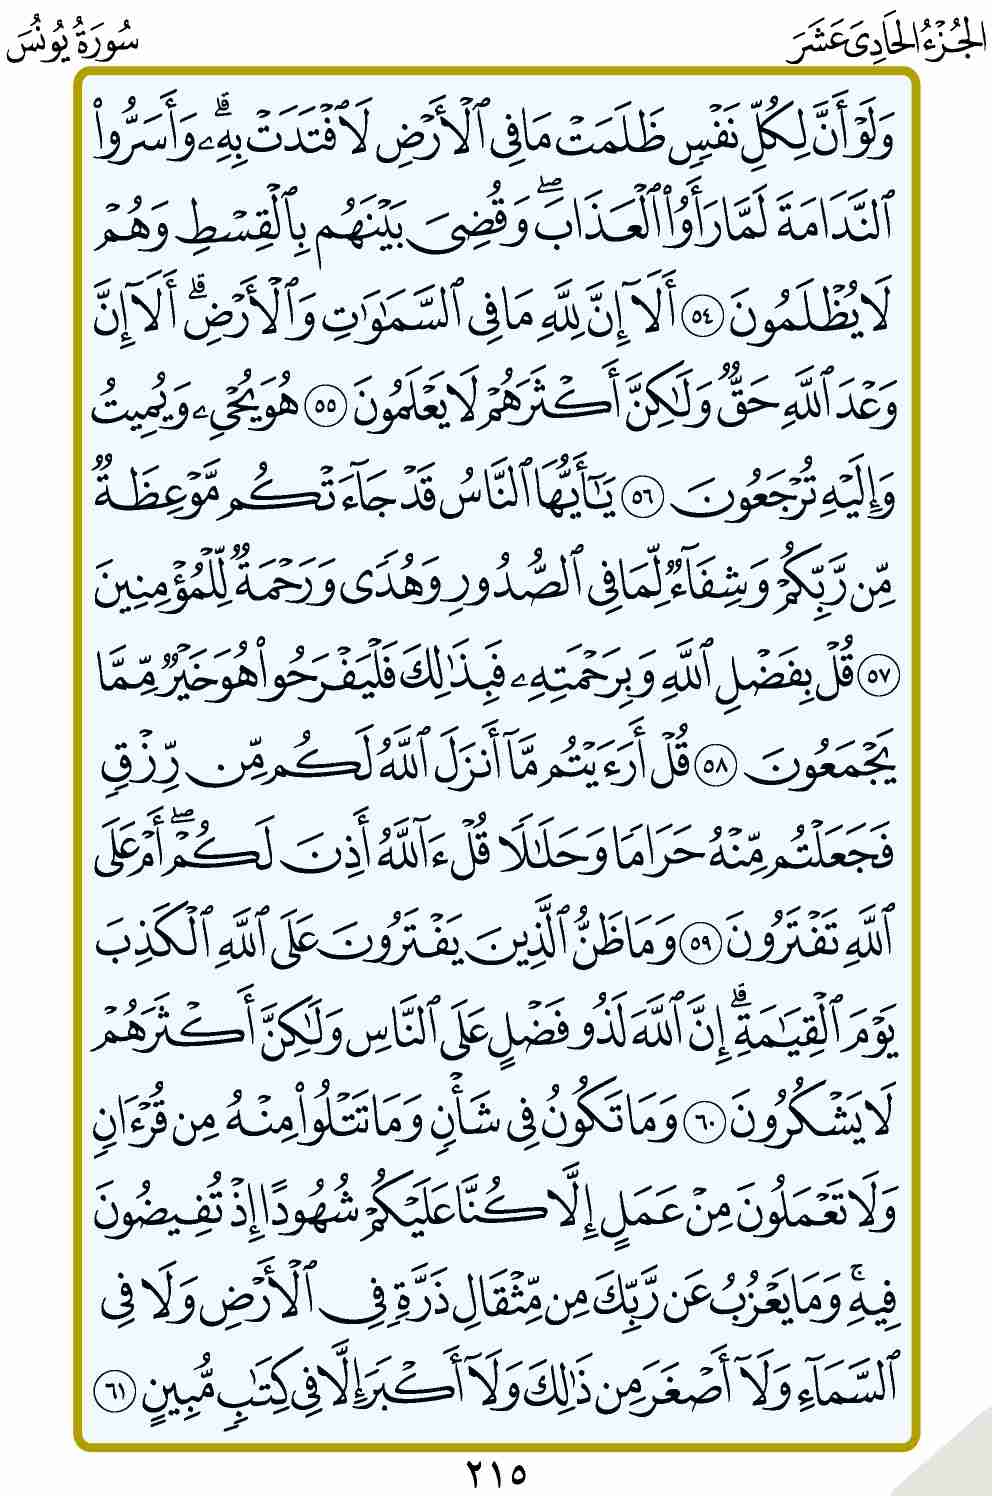 الجُزْءُ الحَادِىَ عَشَرَ
سُورَةُ يُونُسَ
وَلَوْ أَنَّ لِكُلِّ نَفْسٍ ظَلَمَتْ مَا فِي ٱلْأَرْضِ لَٱفْتَدَتْ بِهِۦۗ وَأَسَرُّوا۟
ٱلنَّدَامَةَ لَمَّا رَأَوُا۟ ٱلْعَذَابَۖ وَقُضِىَ بَيْنَهُم بِٱلْقِسْطِ وَهُمْ
لَا يُظْلَمُونَ ٥٤ أَلَآ إِنَّ لِلَّهِ مَا فِي ٱلسَّمَٰوَٰتِ وَٱلْأَرْضِۗ أَلَآ إِنَّ
وَعْدَ ٱللَّهِ حَقٌّ وَلَٰكِنَّ أَكْثَرَهُمْ لَا يَعْلَمُونَ ٥٥ هُوَ يُحْىِۦ وَيُمِيتُ
وَإِلَيْهِ تُرْجَعُونَ ٥٦ يَٰٓأَيُّهَا ٱلنَّاسُ قَدْ جَآءَتْكُم مَّوْعِظَةٌ
مِّن رَّبِّكُمْ وَشِفَآءٌ لِّمَا فِي ٱلصُّدُورِ وَهُدًى وَرَحْمَةٌ لِّلْمُؤْمِنِينَ
٥٧ قُلْ بِفَضْلِ ٱللَّهِ وَبِرَحْمَتِهِۦ فَبِذَٰلِكَ فَلْيَفْرَحُوا۟ هُوَ خَيْرٌ مِّمَّا
يَجْمَعُونَ ٥٨ قُلْ أَرَءَيْتُم مَّآ أَنزَلَ ٱللَّهُ لَكُم مِّن رِّزْقٍ
فَجَعَلْتُم مِّنْهُ حَرَامًا وَحَلَٰلًا قُلْ ءَآللَّهُ أَذِنَ لَكُمْۖ أَمْ عَلَى
ٱللَّهِ تَفْتَرُونَ ٥٩ وَمَا ظَنُّ ٱلَّذِينَ يَفْتَرُونَ عَلَى ٱللَّهِ ٱلْكَذِبَ
يَوْمَ ٱلْقِيَٰمَةِۗ إِنَّ ٱللَّهَ لَذُو فَضْلٍ عَلَى ٱلنَّاسِ وَلَٰكِنَّ أَكْثَرَهُمْ
لَا يَشْكُرُونَ ٦٠ وَمَا تَكُونُ فِي شَأْنٍ وَمَا تَتْلُوا۟ مِنْهُ مِن قُرْءَانٍ
وَلَا تَعْمَلُونَ مِنْ عَمَلٍ إِلَّا كُنَّا عَلَيْكُمْ شُهُودًا إِذْ تُفِيضُونَ
فِيهِۚ وَمَا يَعْزُبُ عَن رَّبِّكَ مِن مِّثْقَالِ ذَرَّةٍ فِي ٱلْأَرْضِ وَلَا فِي
ٱلسَّمَآءِ وَلَآ أَصْغَرَ مِن ذَٰلِكَ وَلَآ أَكْبَرَ إِلَّا فِي كِتَٰبٍ مُّبِينٍ ٦١
٢١٥